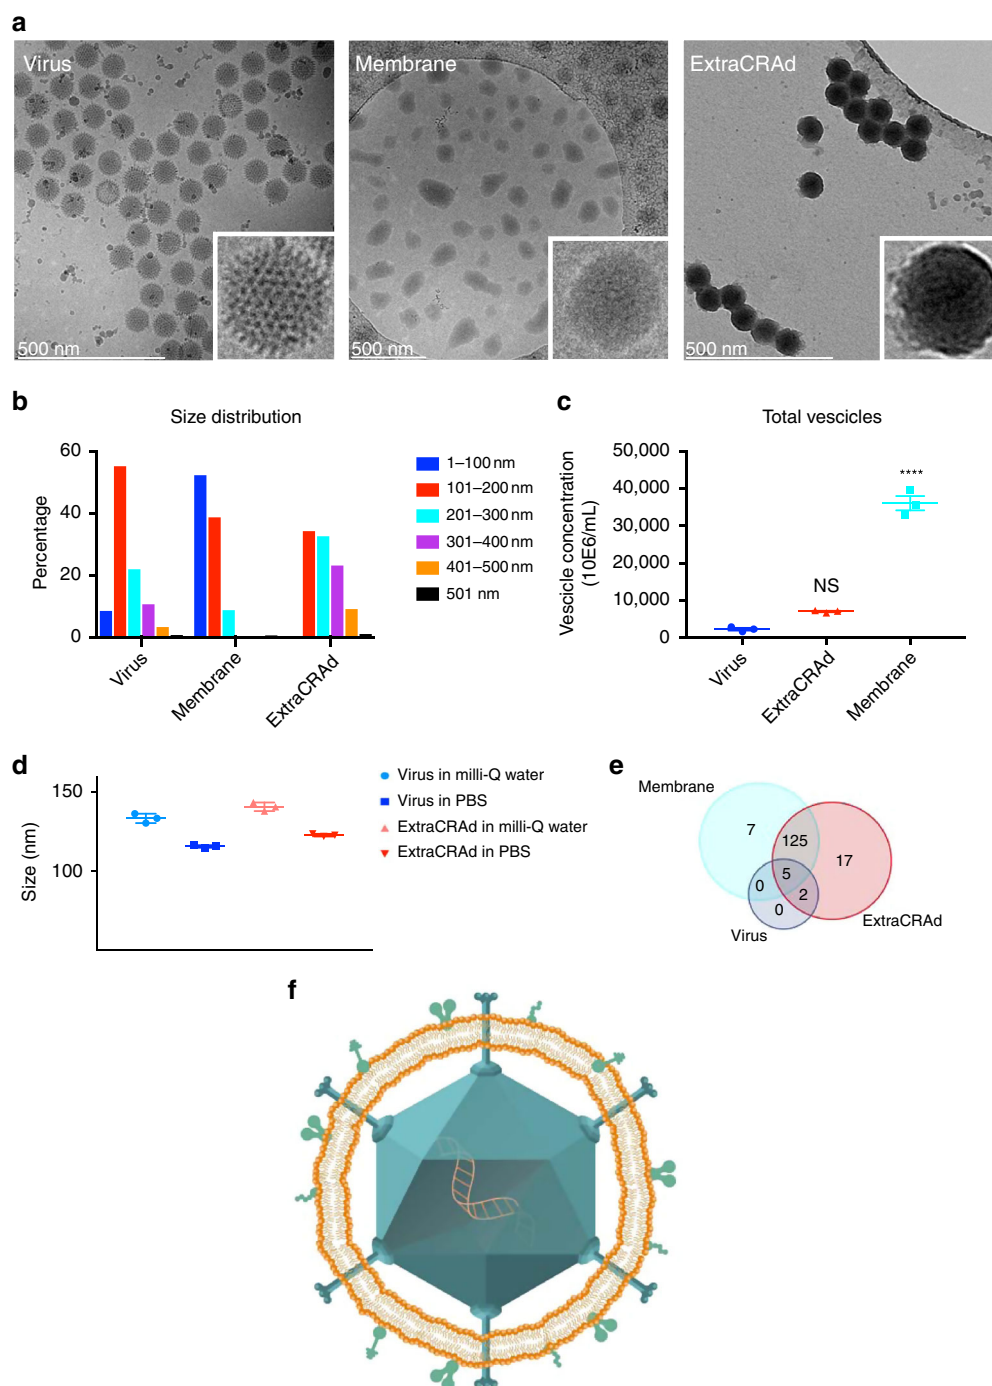 a
Virus
Membrane
ExtraCRAd
500 nm
500 nm
500 nm
b
Size distribution
60
40
20
0
Percentage
Virus
Membrane
ExtraCRAd
1–100 nm
101–200 nm
201–300 nm
301–400 nm
401–500 nm
501 nm
c
Total vescicles
50,000
40,000
30,000
20,000
10,000
0
Vescicle concentration
(10E6/mL)
NS
****
Virus
ExtraCRAd
Membrane
d
150
100
Size (nm)
Virus in milli-Q water
Virus in PBS
ExtraCRAd in milli-Q water
ExtraCRAd in PBS
e
Membrane
7
125
17
5
0
2
0
Virus
ExtraCRAd
f